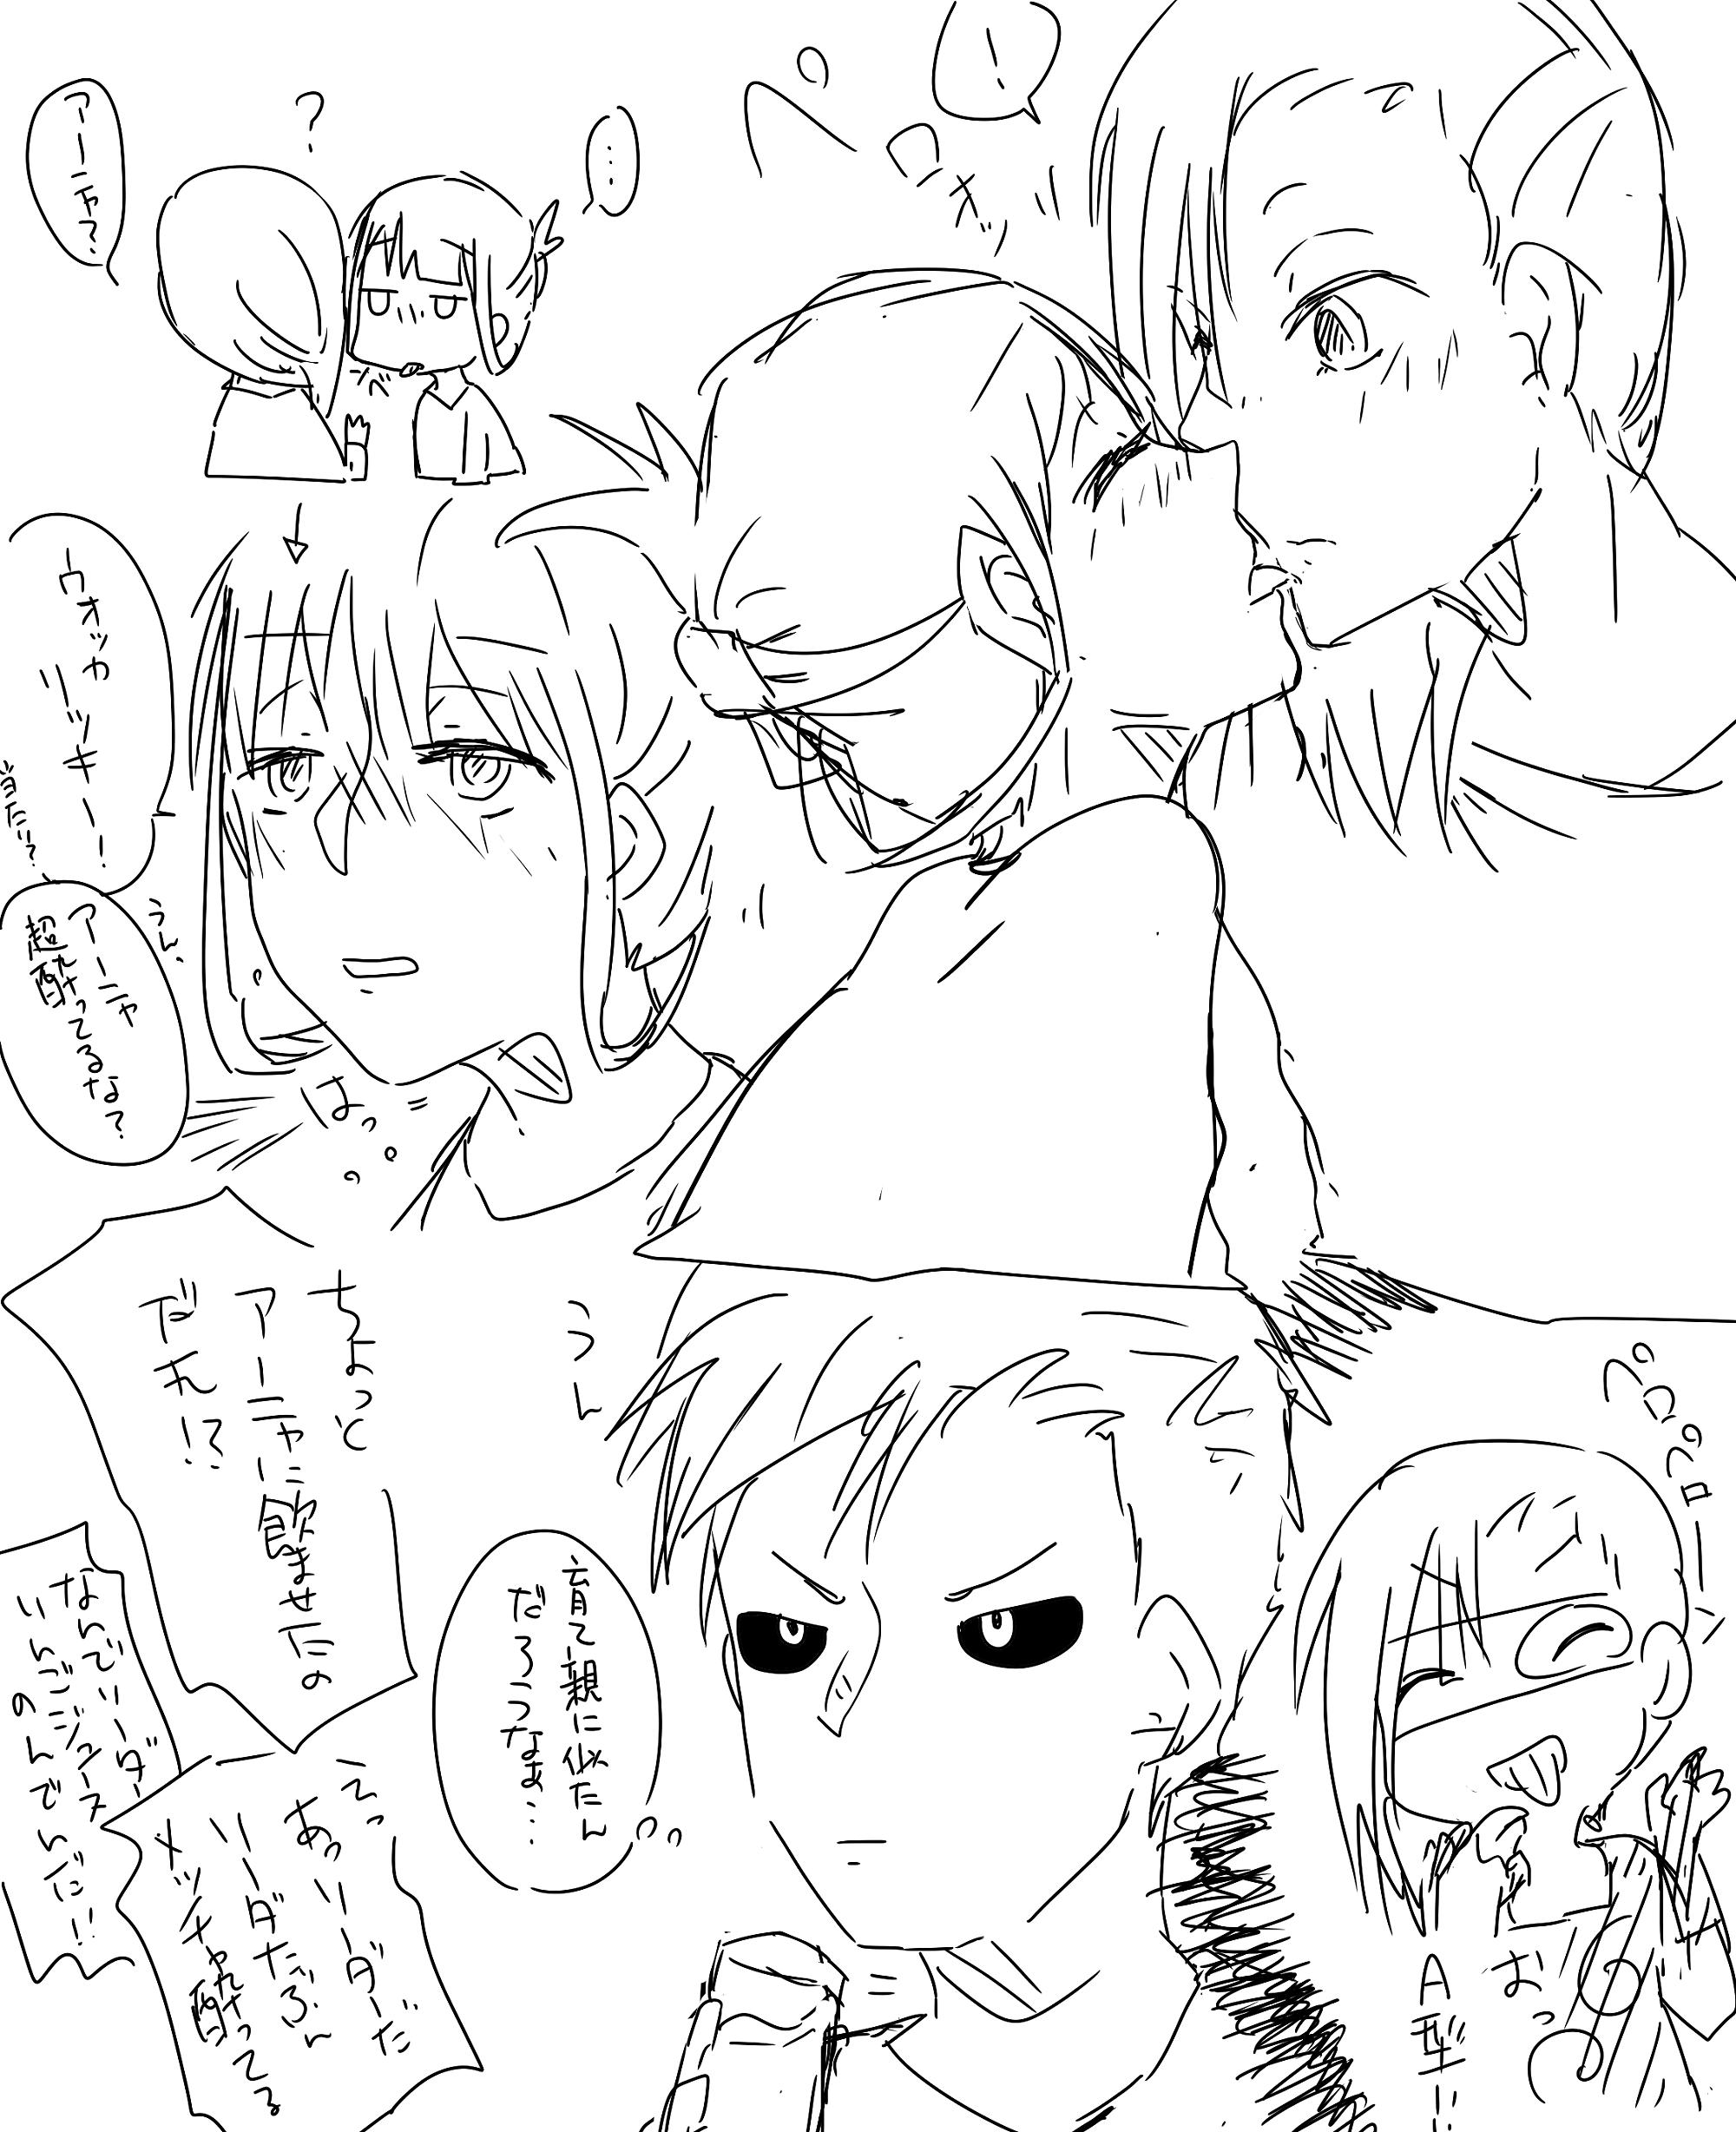 !
ペロッ
…
?
アーニャ?
ウオッカ
リッキー!
当たり?
うん。
アーニャ
超酔ってるな?
はっ
ちょっと
アーニャに飲ませたの
だれ!?
うん
育て親に似たん
だろうなぁ…
なんでリーダー
りんごジュース
のんでんだ!!
えっ
あっリーダーだ
リーダーたぶん
メッチャ酔ってる
ペロペロー
おっ
A型!!